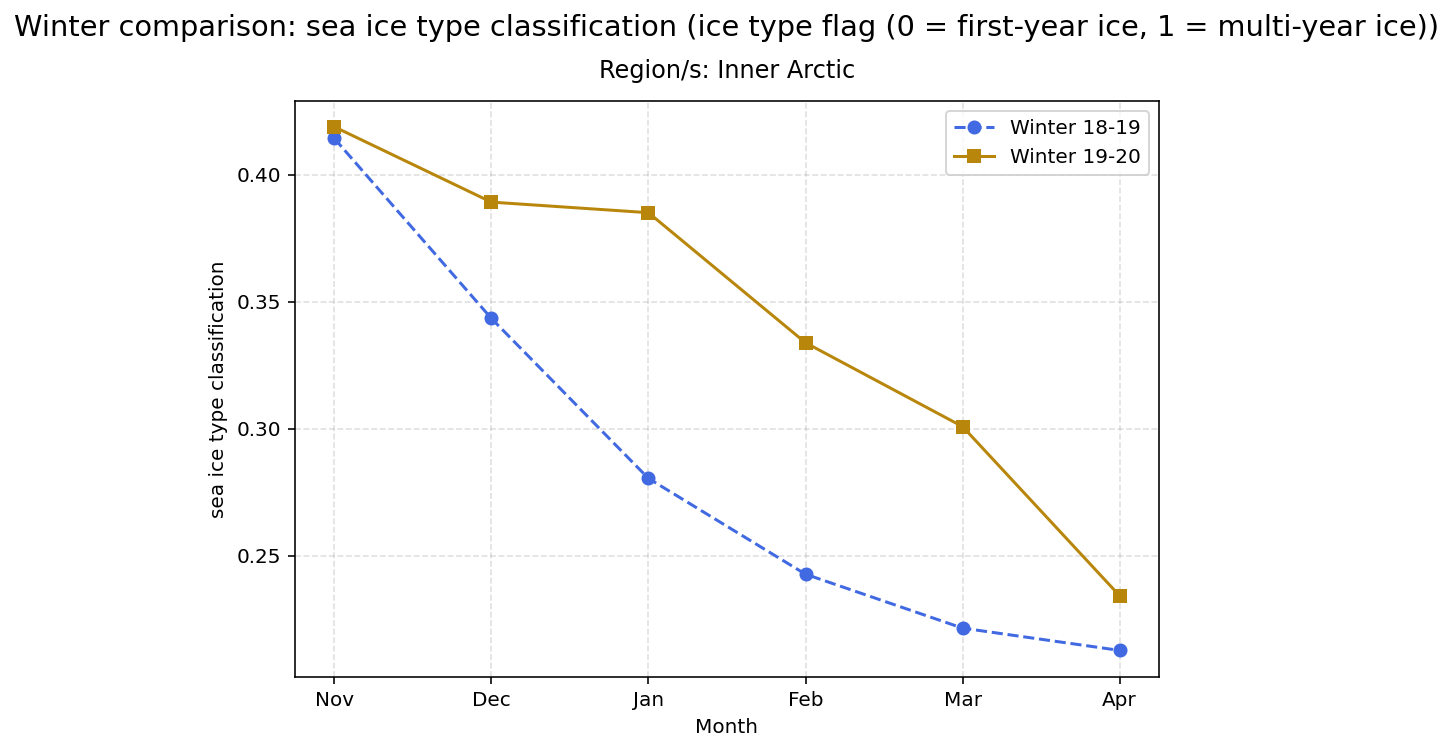 Winter comparison: sea ice type classification (ice type flag (0 = first-year ice, 1 = multi-year ice))
Region/s: Inner Arctic
Winter 18-19
Winter 19-20
sea ice type classification
0.40
0.35
0.30
0.25
Nov Dec Jan Feb Mar Apr
Month